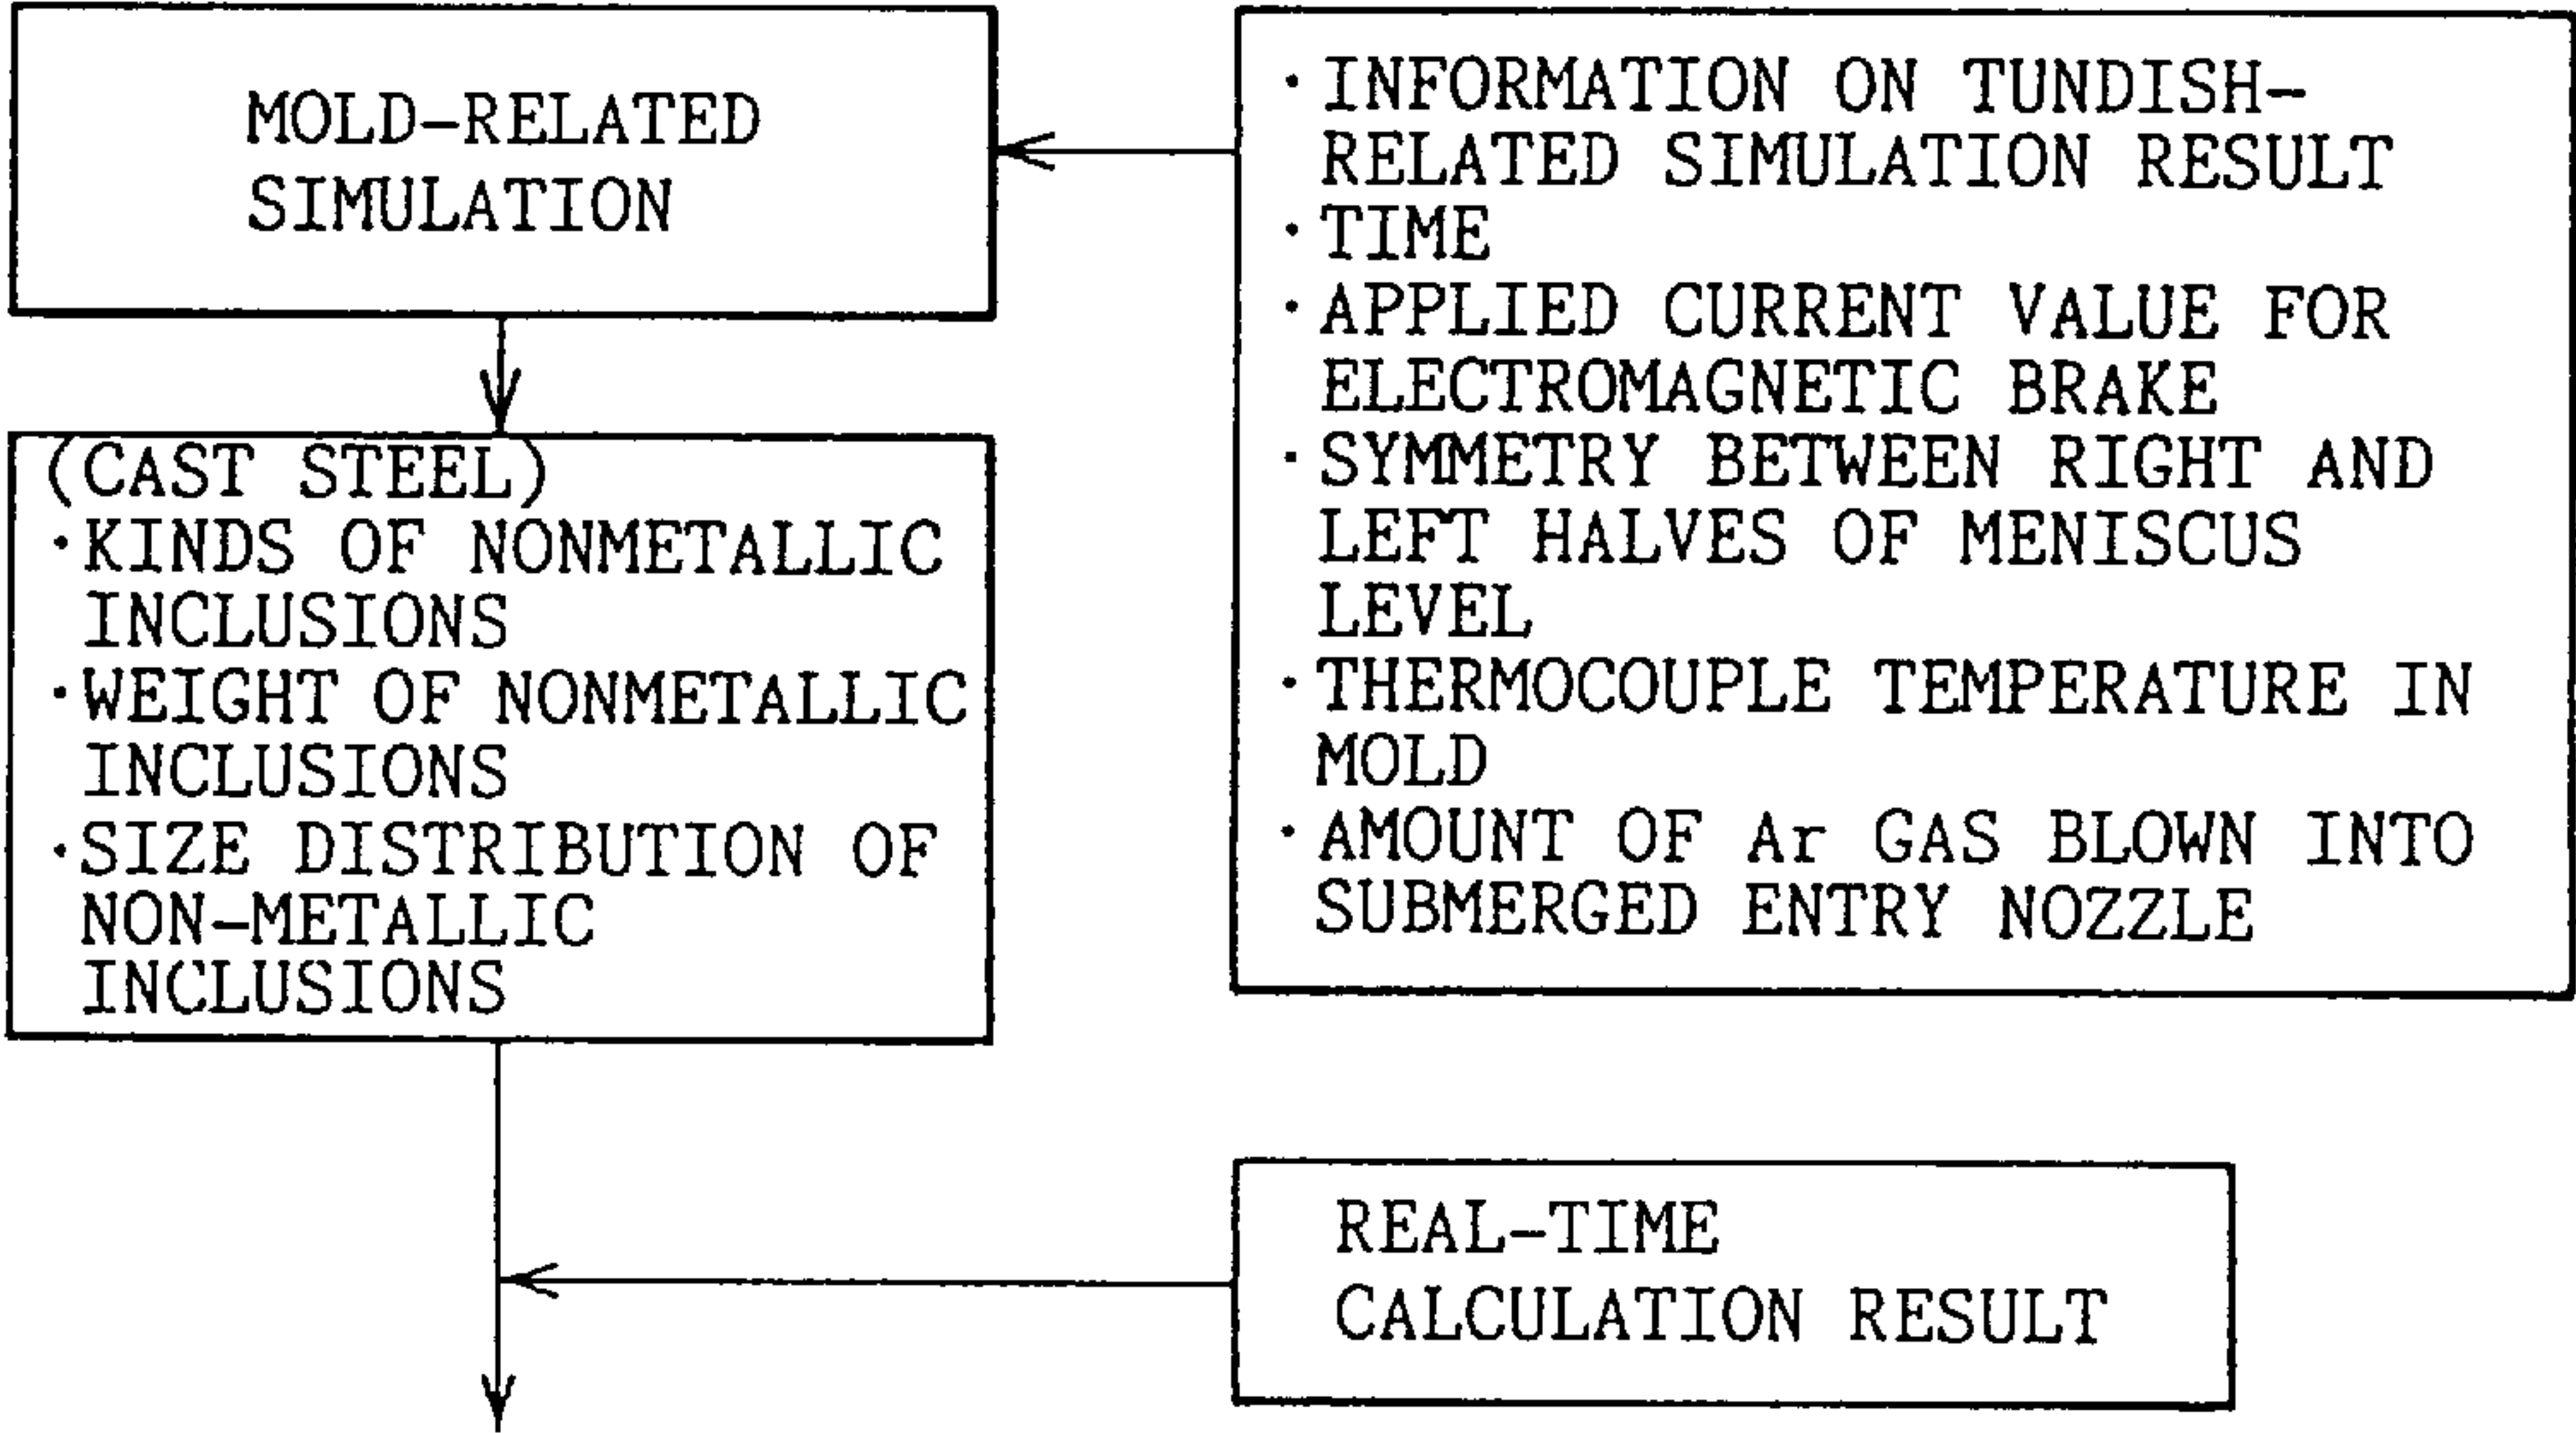 MOLD-RELATED
SIMULATION
·INFORMATION ON TUNDISH-
RELATED SIMULATION RESULT
·TIME
·APPLIED CURRENT VALUE FOR
ELECTROMAGNETIC BRAKE
·SYMMETRY BETWEEN RIGHT AND
LEFT HALVES OF MENISCUS
LEVEL
·THERMOCOUPLE TEMPERATURE IN
MOLD
·AMOUNT OF Ar GAS BLOWN INTO
SUBMERGED ENTRY NOZZLE
(CAST STEEL)
·KINDS OF NONMETALLIC
INCLUSIONS
·WEIGHT OF NONMETALLIC
INCLUSIONS
·SIZE DISTRIBUTION OF
NON-METALLIC
INCLUSIONS
REAL-TIME
CALCULATION RESULT